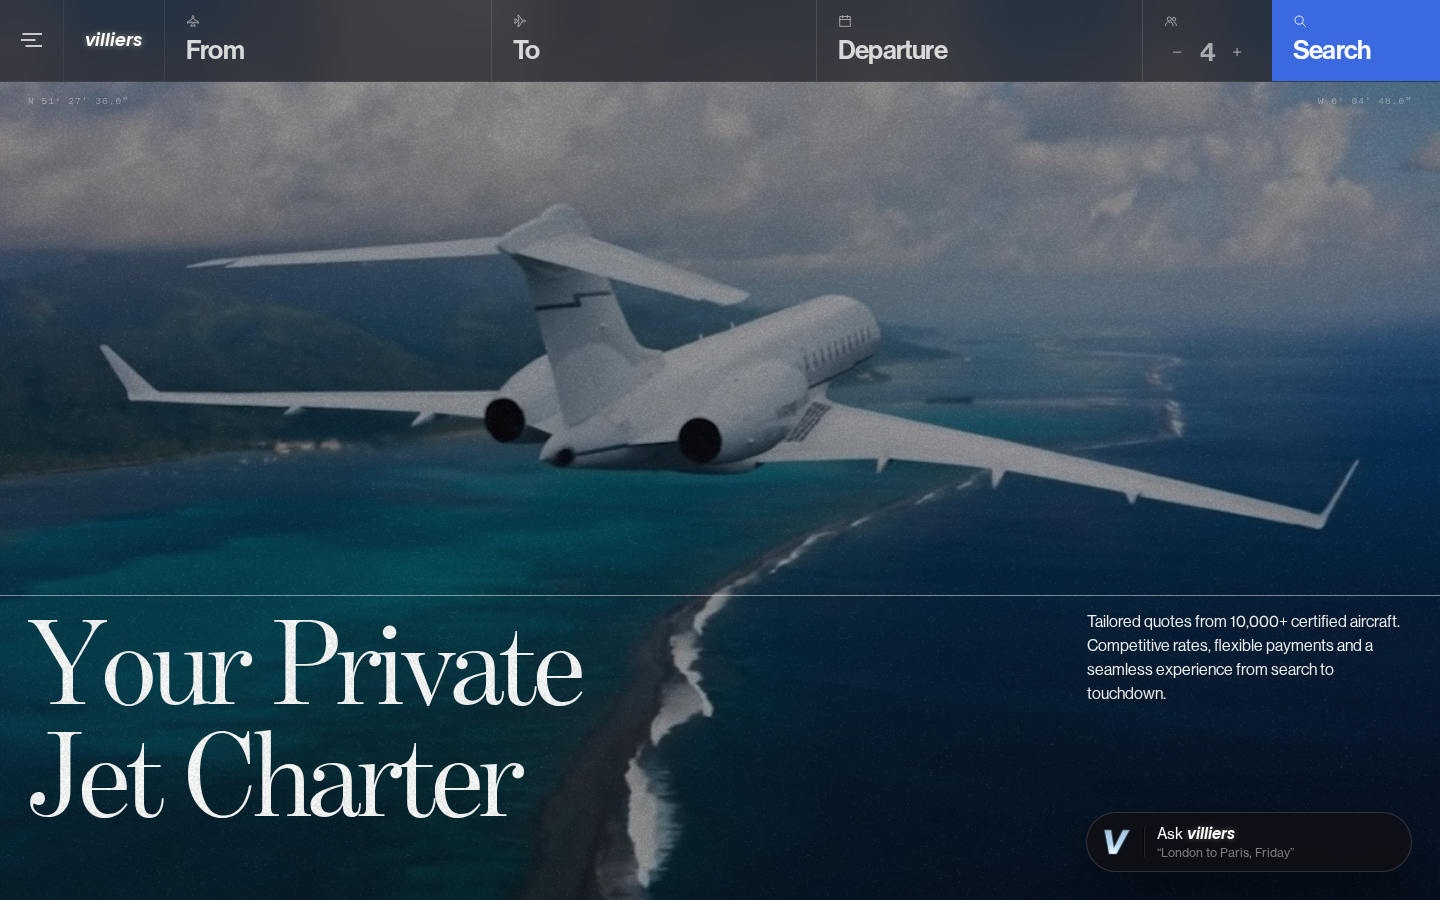 villiers
From
To
Departure
4
Search
N 51° 27' 36.0"
W 0° 04' 48.0"
Your Private
Jet Charter
Tailored quotes from 10,000+ certified aircraft.
Competitive rates, flexible payments and a
seamless experience from search to
touchdown.
V
Ask villiers
“London to Paris, Friday”